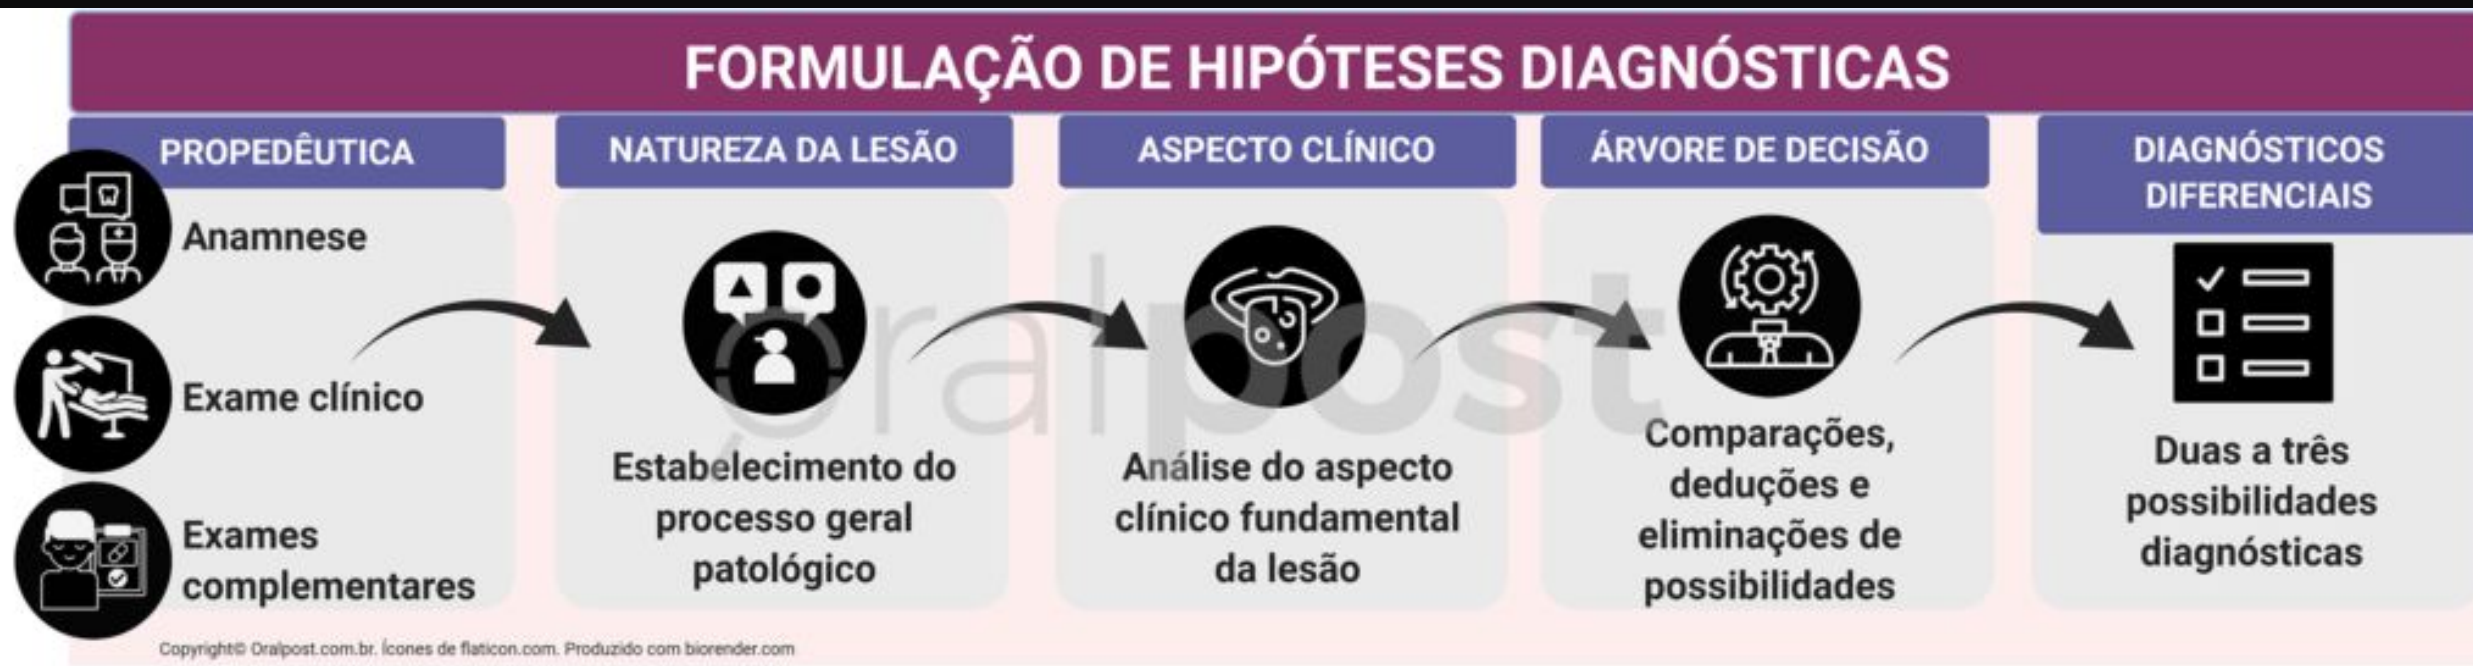 FORMULAÇÃO DE HIPÓTESES DIAGNÓSTICAS
PROPEDÊUTICA
Anamnese
Exame clínico
Exames
complementares
NATUREZA DA LESÃO
Estabelecimento do
processo geral
patológico
ASPECTO CLÍNICO
Análise do aspecto
clínico fundamental
da lesão
ÁRVORE DE DECISÃO
Comparações,
deduções e
eliminações de
possibilidades
DIAGNÓSTICOS
DIFERENCIAIS
Duas a três
possibilidades
diagnósticas
oralpost
Copyright© Oralpost.com.br. Ícones de flaticon.com. Produzido com biorender.com